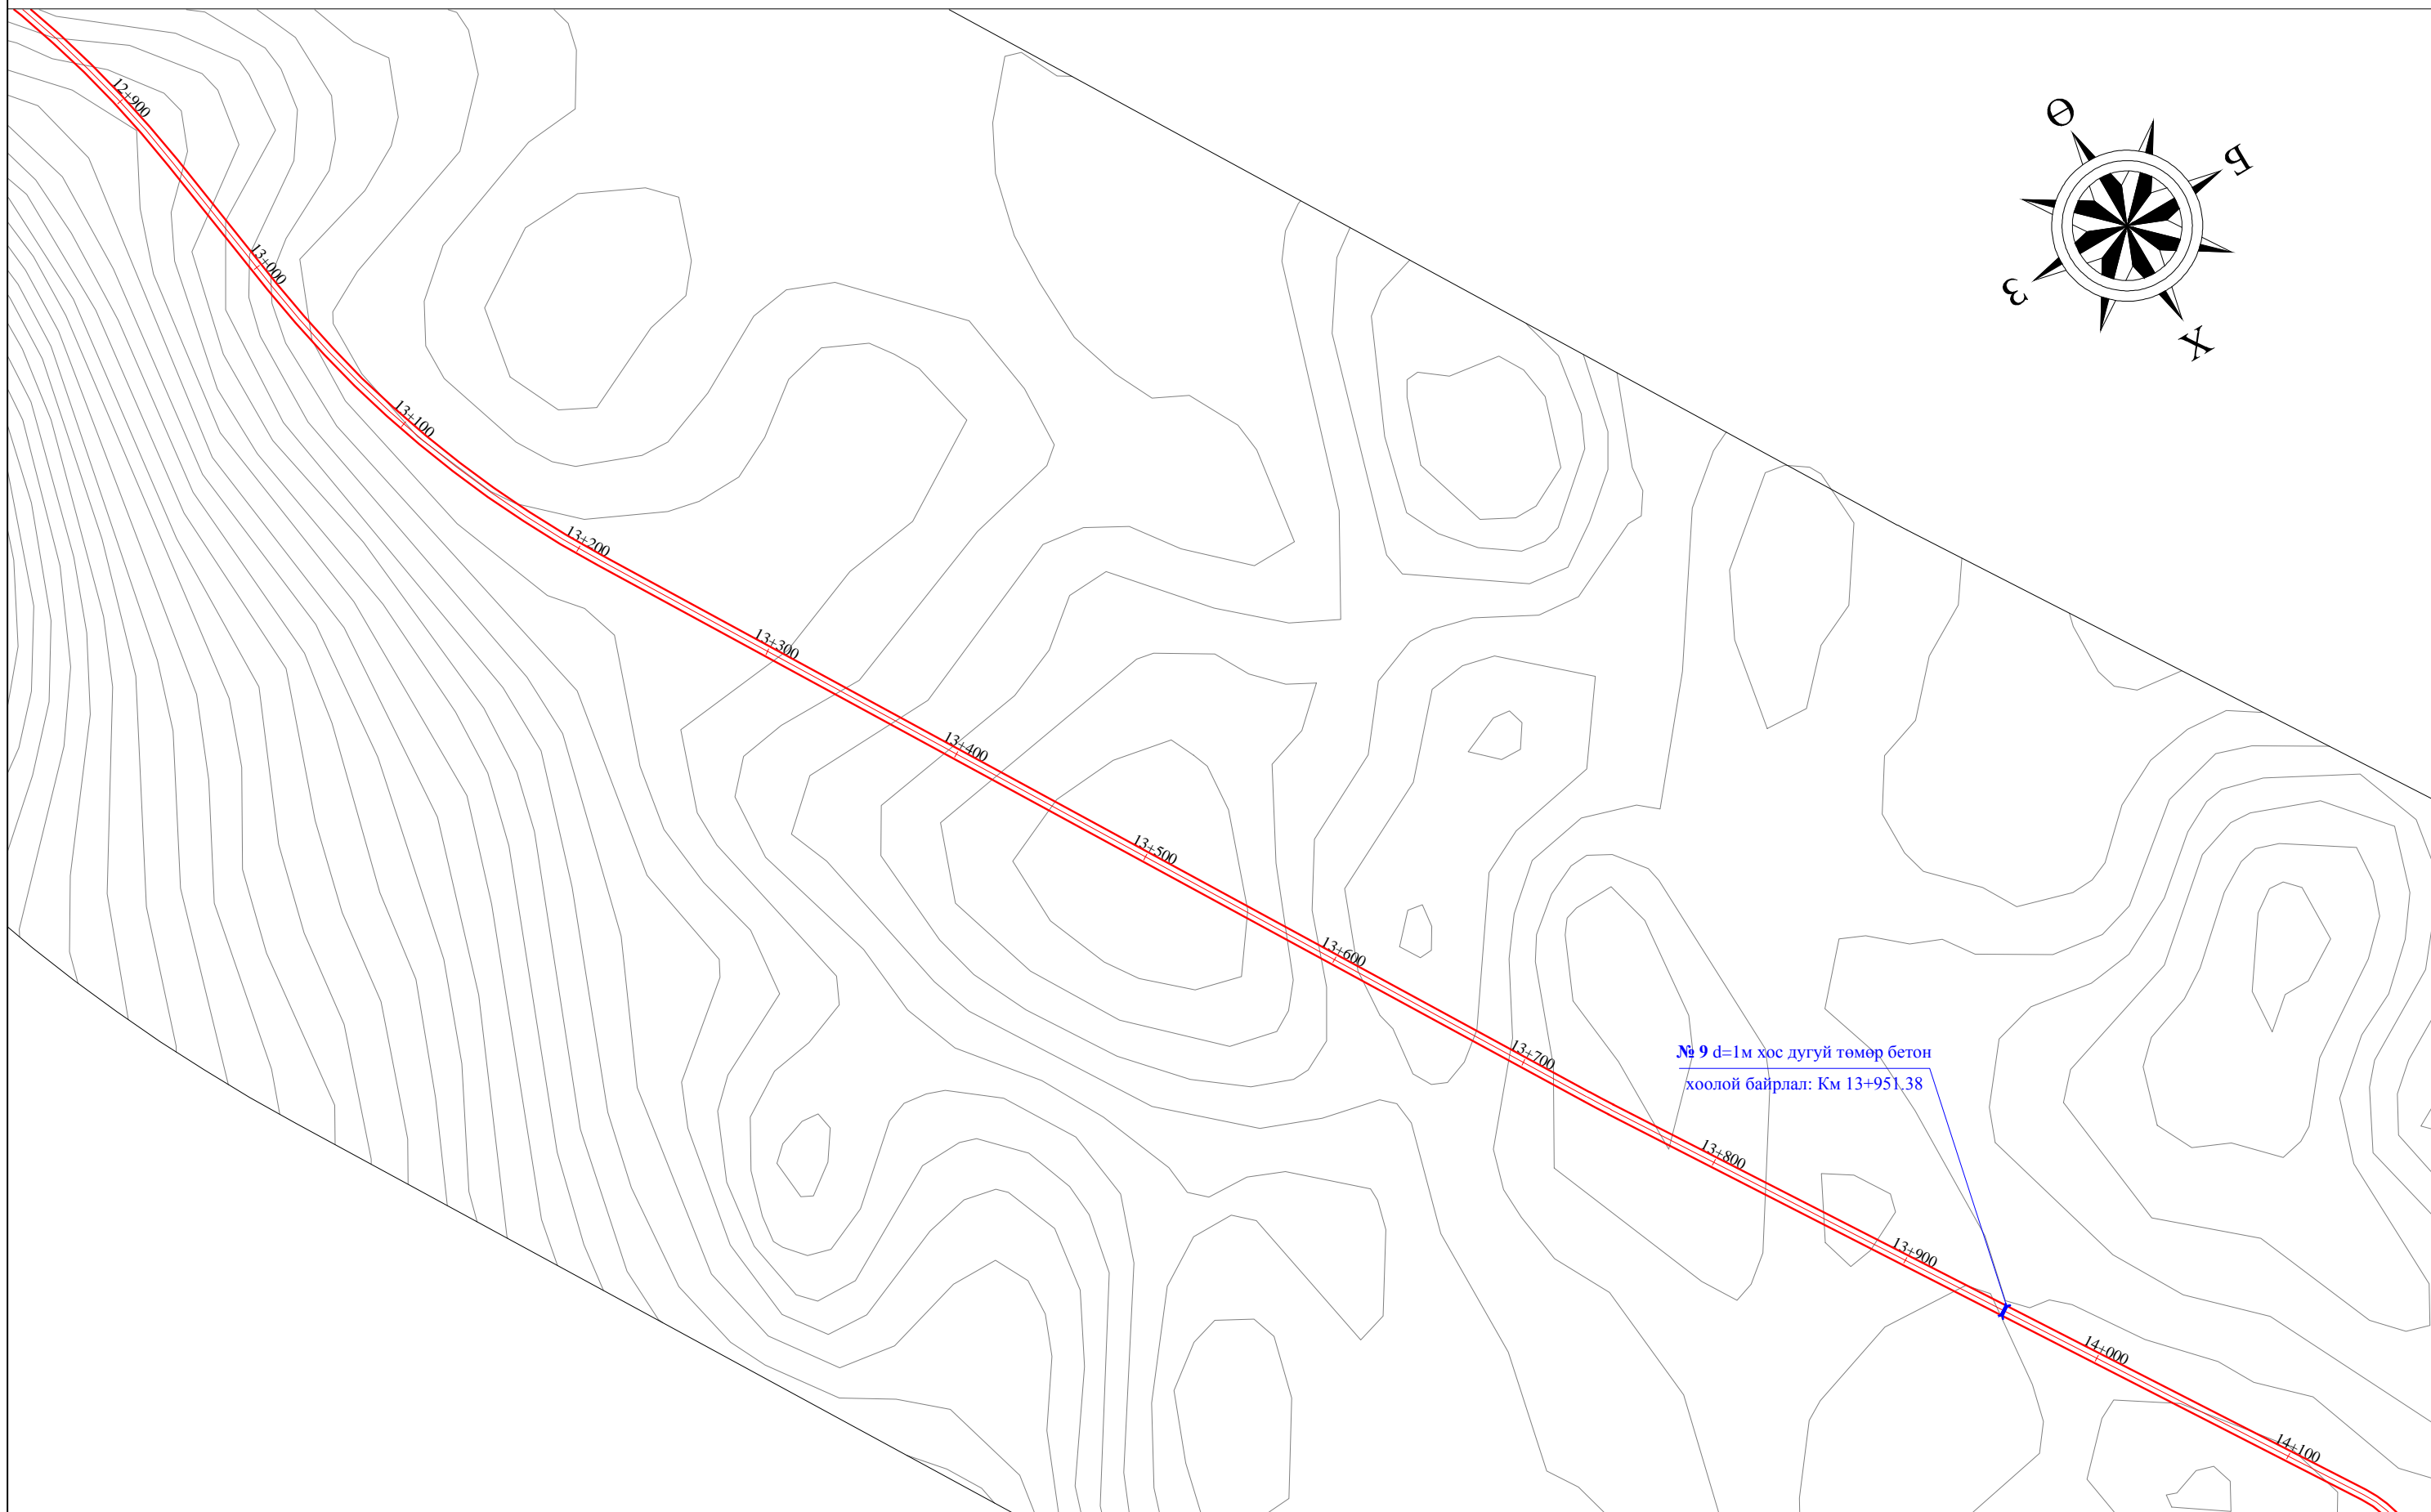 12+900
13+000
13+100
13+200
13+300
13+400
13+500
13+600
13+700
13+800
13+900
14+000
14+100
Ө
Б
З
Х
№ 9 d=1м хос дугуй төмөр бетон
хоолой байрлал: Км 13+951.38